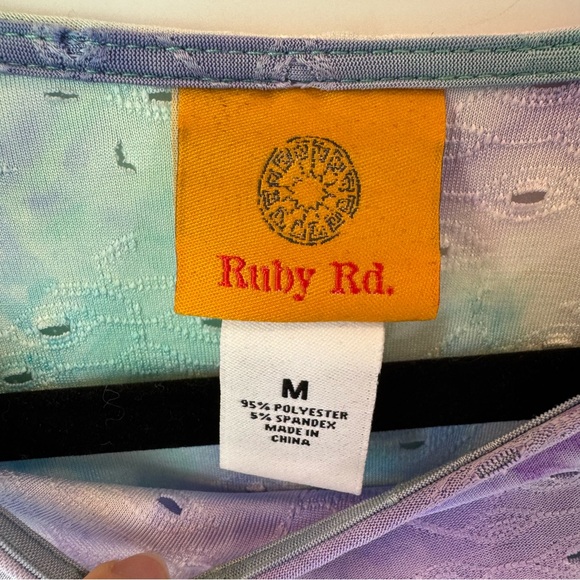 Ruby Rd.
M
95% POLYESTER
5% SPANDEX
MADE IN
CHINA